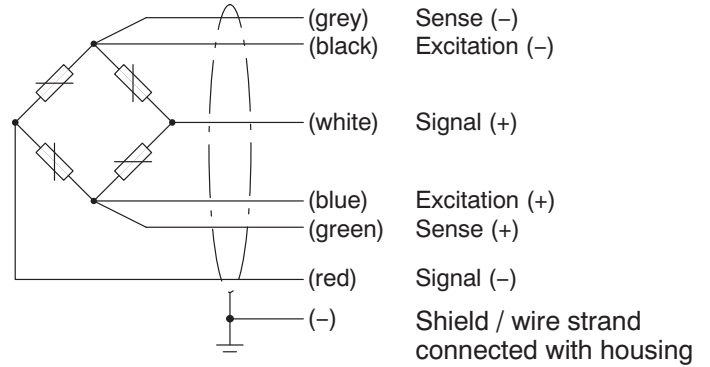 (grey) Sense (−)
(black) Excitation (−)
(white) Signal (+)
(blue) Excitation (+)
(green) Sense (+)
(red) Signal (−)
(−) Shield / wire strand
connected with housing